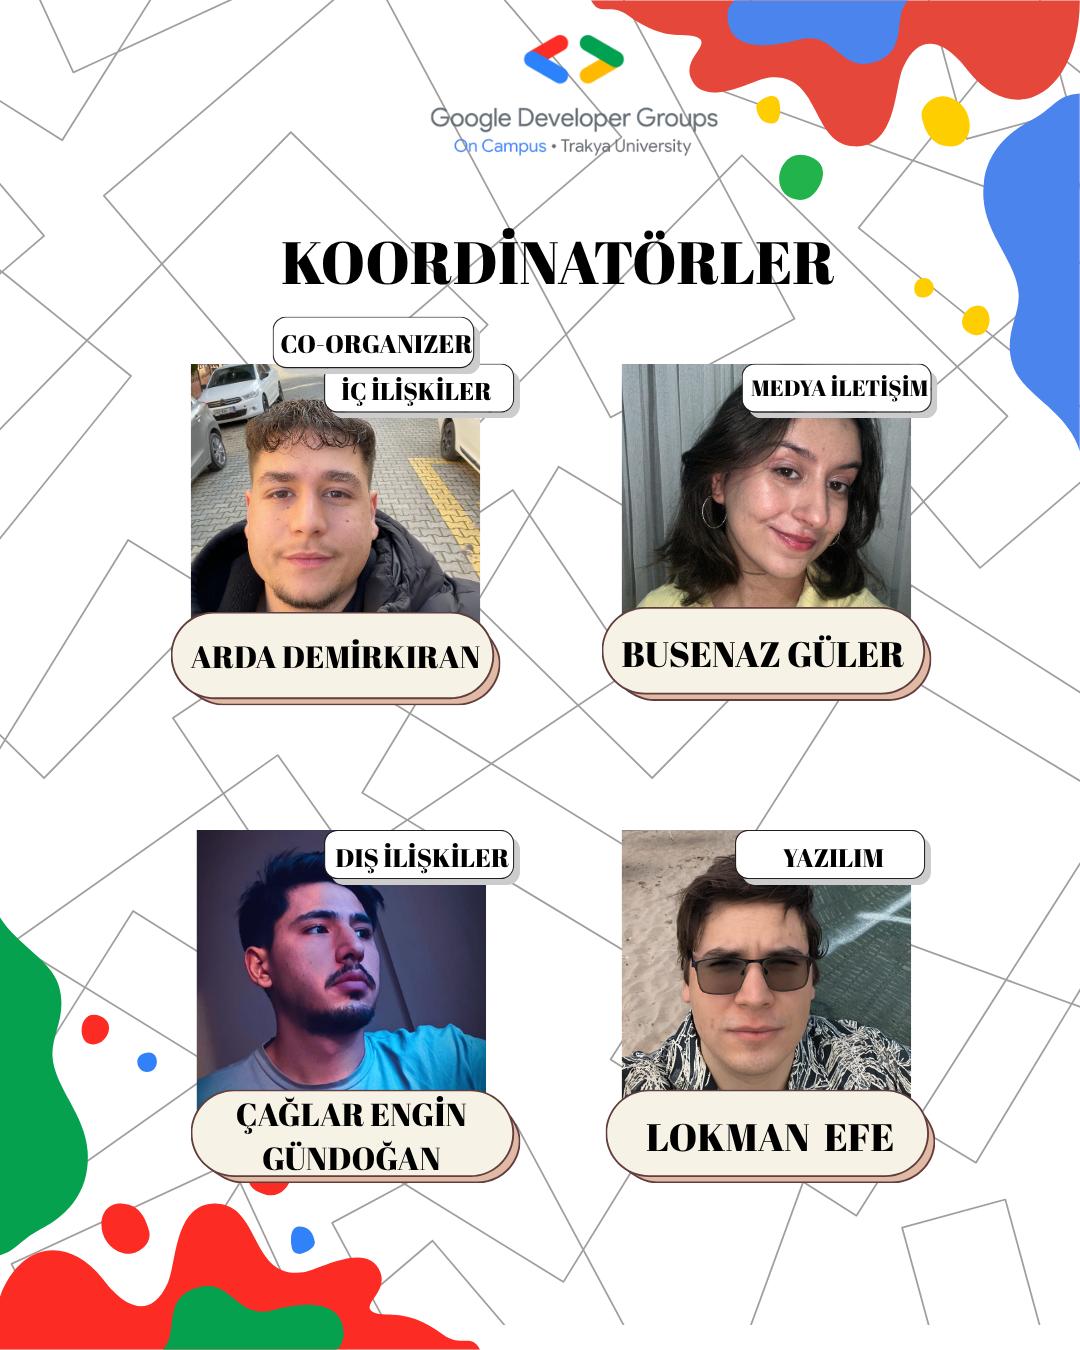 Google Developer Groups
On Campus • Trakya University
KOORDİNATÖRLER
CO-ORGANIZER
İÇ İLİŞKİLER
ARDA DEMİRKIRAN
MEDYA İLETİŞİM
BUSENAZ GÜLER
DIŞ İLİŞKİLER
ÇAĞLAR ENGİN
GÜNDOĞAN
YAZILIM
LOKMAN EFE